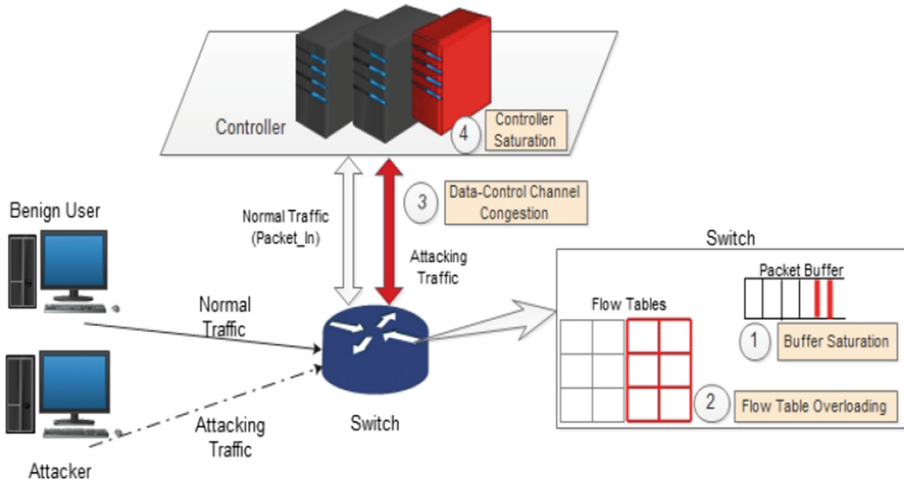 Controller
4
Controller
Saturation
3
Data-Control Channel
Congestion
Benign User
Normal Traffic
(Packet_In)
Attacking
Traffic
Switch
Packet Buffer
Flow Tables
Normal
Traffic
1
Buffer Saturation
2
Flow Table Overloading
Switch
Attacking
Traffic
Attacker